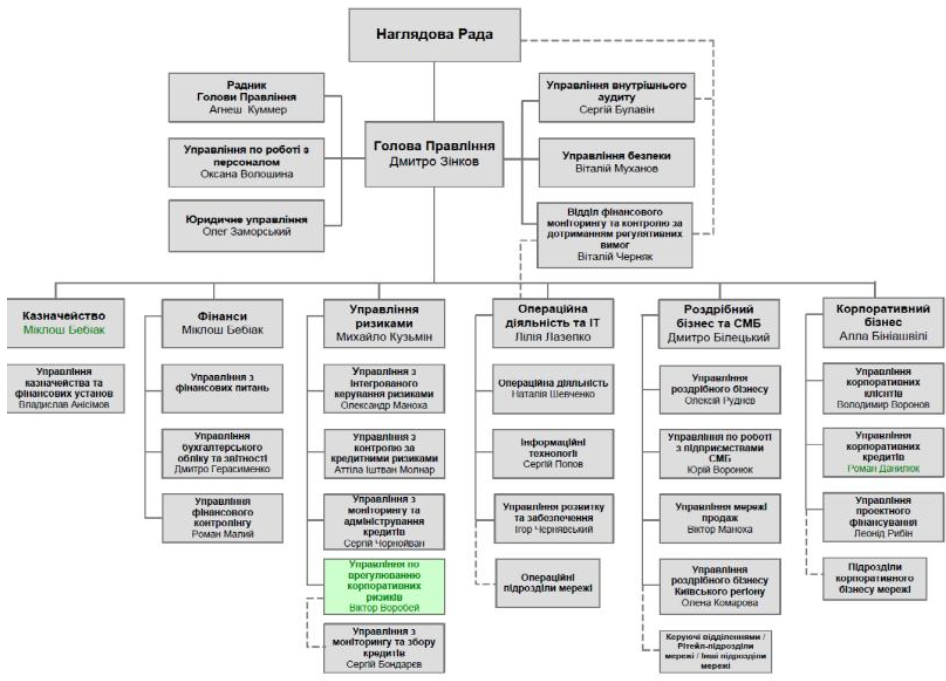 Наглядова Рада
Радник
Голови Правління
Агнеш Куммер
Управління внутрішнього
аудиту
Сергій Булавін
Голова Правління
Дмитро Зінков
Управління по роботі з
персоналом
Оксана Волошина
Управління безпеки
Віталій Муханов
Юридичне управління
Олег Заморський
Відділ фінансового
моніторингу та контролю за
дотриманням регулятивних
вимог
Віталій Черняк
Казначейство
Міклош Бебіак
Управління
казначейства та
фінансових установ
Владислав Анісімов
Фінанси
Міклош Бебіак
Управління з
фінансових питань
Управління
бухгалтерського
обліку та звітності
Дмитро Герасименко
Управління
фінансового
контролінгу
Роман Малий
Управління
ризиками
Михайло Кузьмін
Управління з
інтегрованого
керування ризиками
Олександр Маноха
Управління з
контролю за
кредитними ризиками
Аттіла Іштван Молнар
Управління з
моніторингу та
адміністрування
кредитів
Сергій Чорнойван
Управління по
врегулюванню
корпоративних
ризиків
Віктор Воробей
Управління з
моніторингу та збору
кредитів
Сергій Бондарєв
Операційна
діяльність та ІТ
Лілія Лазепко
Операційна діяльність
Наталія Шевченко
Інформаційні
технології
Сергій Попов
Управління розвитку
та забезпечення
Ігор Чернявський
Операційні
підрозділи мережі
Роздрібний
бізнес та СМБ
Дмитро Білецький
Управління
роздрібного бізнесу
Олексій Руднєв
Управління по роботі
з підприємствами
СМБ
Юрій Воронюк
Управління мережі
продаж
Віктор Маноха
Управління
роздрібного бізнесу
Київського регіону
Олена Комарова
Керуючі відділеннями /
Рітейл-підрозділи
мережі / Інші підрозділи
мережі
Корпоративний
бізнес
Алла Бініашвілі
Управління
корпоративних
клієнтів
Володимир Воронов
Управління
корпоративних
кредитів
Роман Данилюк
Управління
проектного
фінансування
Леонід Рибін
Підрозділи
корпоративного
бізнесу мережі